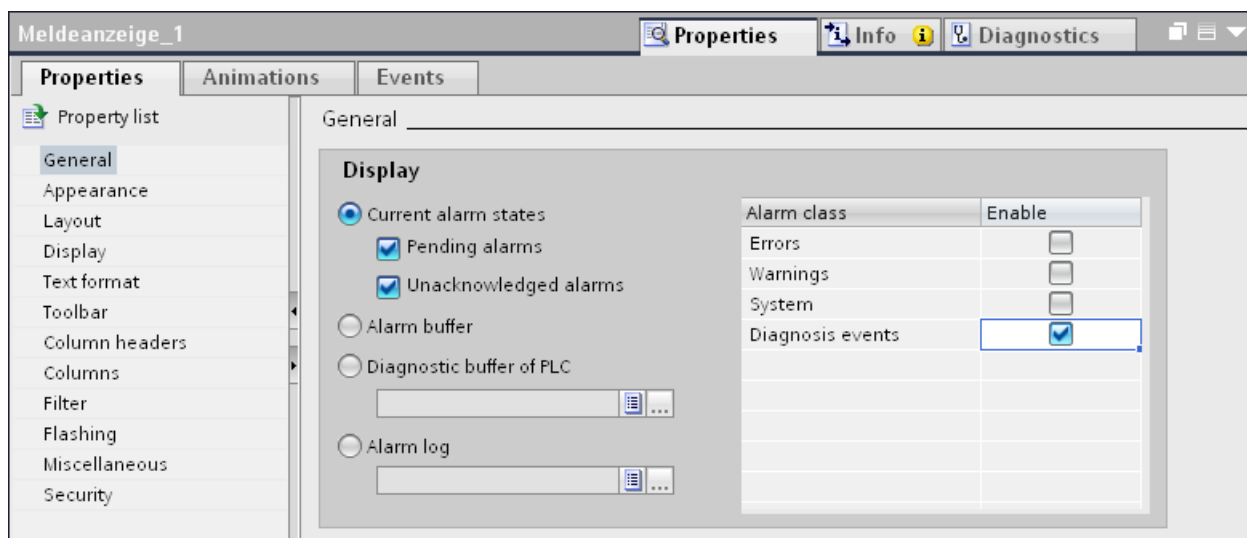 Meldeanzeige_1
Properties
Info
Diagnostics
Properties
Animations
Events
Property list
General
Appearance
Layout
Display
Text format
Toolbar
Column headers
Columns
Filter
Flashing
Miscellaneous
Security
General
Display
Current alarm states
Pending alarms
Unacknowledged alarms
Alarm buffer
Diagnostic buffer of PLC
...
Alarm log
...
Alarm class Enable
Errors
Warnings
System
Diagnosis events